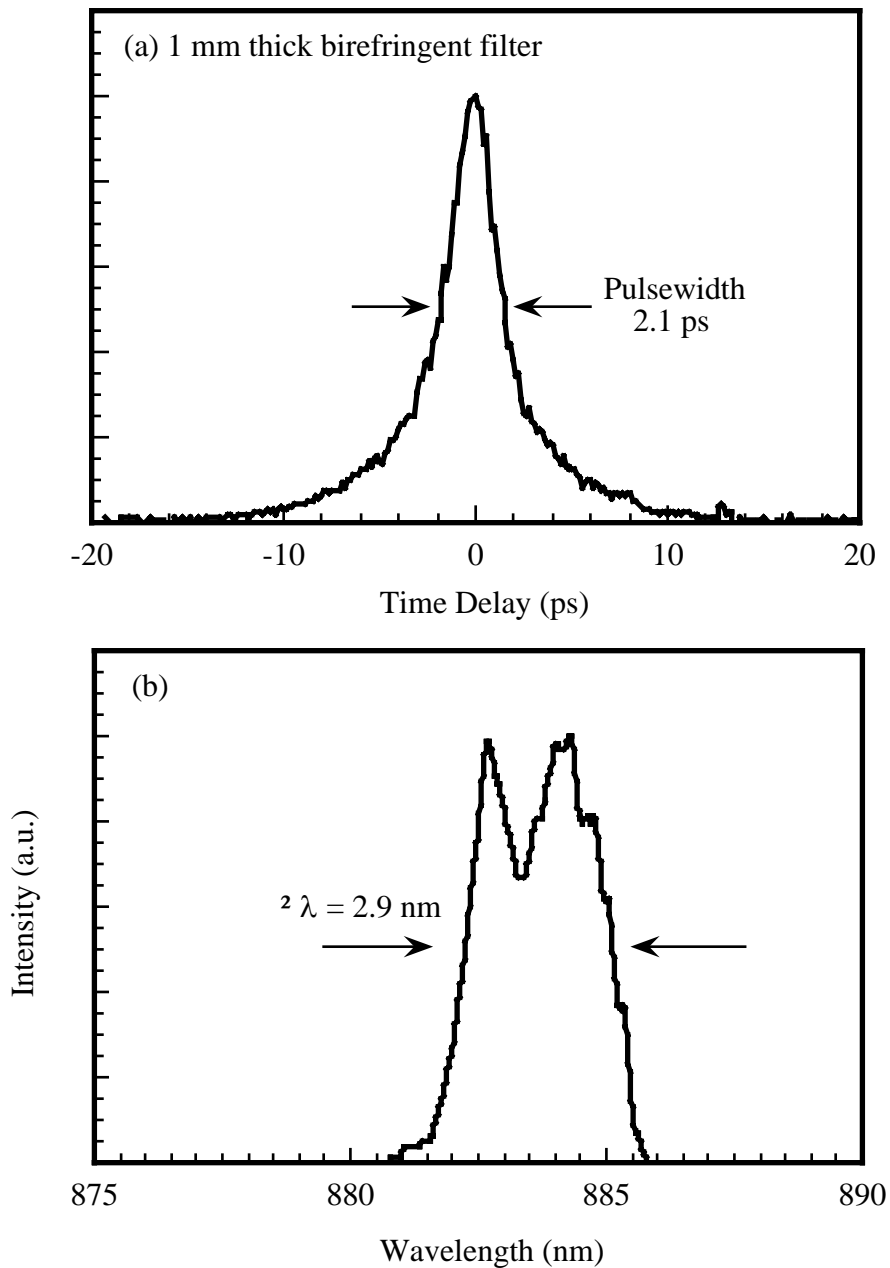 (a) 1 mm thick birefringent filter
Pulsewidth
2.1 ps
-20 -10 0 10 20
Time Delay (ps)
(b)
Intensity (a.u.)
² λ = 2.9 nm
875 880 885 890
Wavelength (nm)